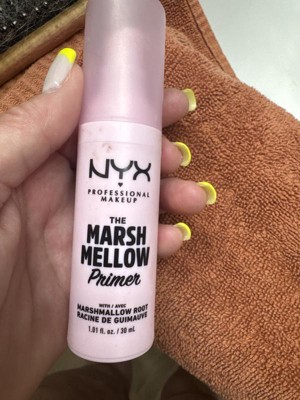 NYX
PROFESSIONAL
MAKEUP
THE
MARSH
MELLOW
Primer
WITH / AVEC
MARSHMALLOW ROOT
RACINE DE GUIMAUVE
1.01 fl. oz. / 30 mL